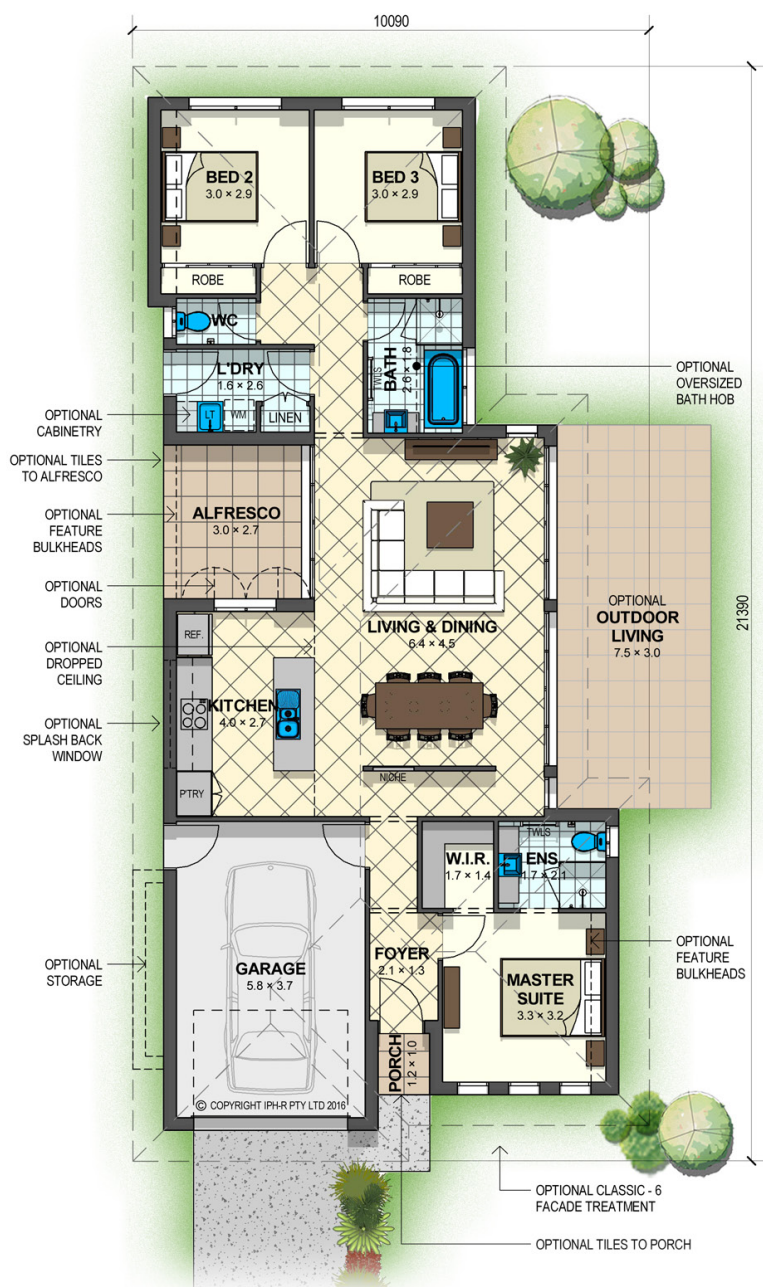 10090
21390
BED 2
3.0 × 2.9
BED 3
3.0 × 2.9
ROBE
ROBE
WC
L'DRY
1.6 × 2.6
LT
WM
LINEN
TWLS
BATH
2.6 × 1.8
OPTIONAL
OVERSIZED
BATH HOB
OPTIONAL
CABINETRY
OPTIONAL TILES
TO ALFRESCO
OPTIONAL
FEATURE
BULKHEADS
OPTIONAL
DOORS
OPTIONAL
DROPPED
CEILING
OPTIONAL
SPLASH BACK
WINDOW
ALFRESCO
3.0 × 2.7
LIVING & DINING
6.4 × 4.5
OPTIONAL
OUTDOOR
LIVING
7.5 × 3.0
REF.
KITCHEN
4.0 × 2.7
P'TRY
NICHE
W.I.R.
1.7 × 1.4
TWLS
ENS.
1.7 × 2.1
FOYER
2.1 × 1.3
GARAGE
5.8 × 3.7
MASTER
SUITE
3.3 × 3.2
OPTIONAL
FEATURE
BULKHEADS
OPTIONAL
STORAGE
PORCH
1.2 × 1.0
© COPYRIGHT IPH-R PTY LTD 2016
OPTIONAL CLASSIC - 6
FACADE TREATMENT
OPTIONAL TILES TO PORCH